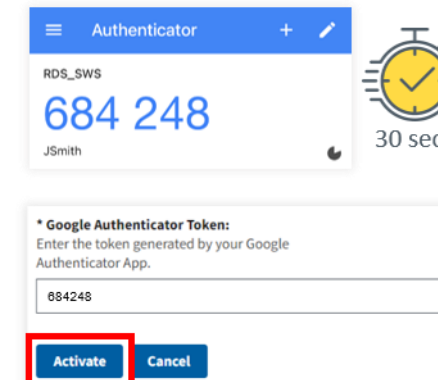 Authenticator
RDS_SWS
684 248
JSmith
30 sec
* Google Authenticator Token:
Enter the token generated by your Google
Authenticator App.
684248
Activate Cancel